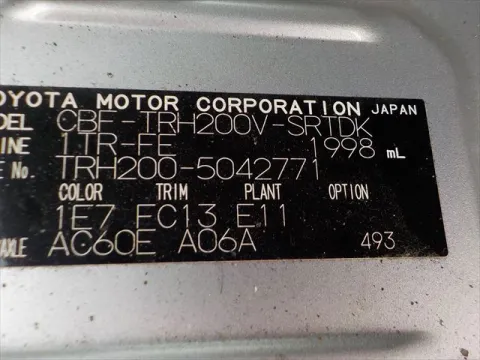 OYOTA MOTOR CORPORATION JAPAN
DEL CBF-TRH200V-SRTDK
INE 1TR-FE 1998 mL
E No. TRH200-5042771
COLOR TRIM PLANT OPTION
1E7 FC13 E11
AXLE AC60E A06A 493